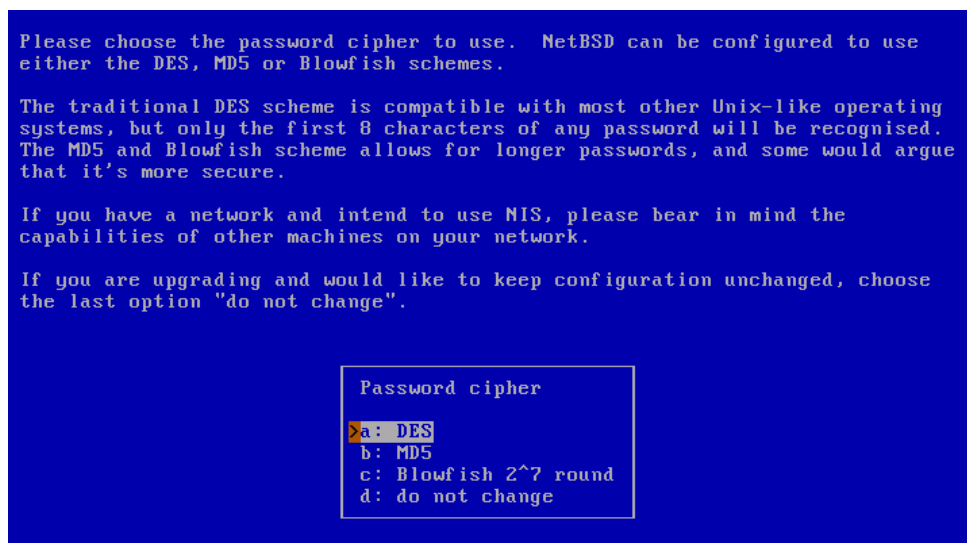 Please choose the password cipher to use.  NetBSD can be configured to use
either the DES, MD5 or Blowfish schemes.
The traditional DES scheme is compatible with most other Unix-like operating
systems, but only the first 8 characters of any password will be recognised.
The MD5 and Blowfish scheme allows for longer passwords, and some would argue
that it's more secure.
If you have a network and intend to use NIS, please bear in mind the
capabilities of other machines on your network.
If you are upgrading and would like to keep configuration unchanged, choose
the last option "do not change".
Password cipher
>a: DES
b: MD5
c: Blowfish 2^7 round
d: do not change